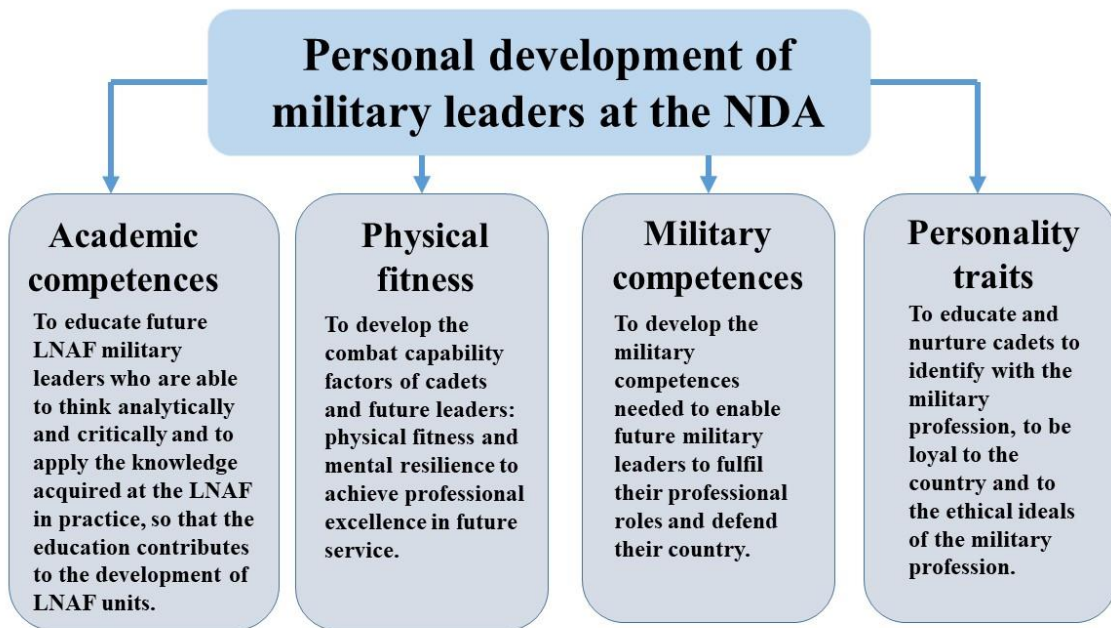 Personal development of
military leaders at the NDA
Academic
competences
To educate future
LNAF military
leaders who are able
to think analytically
and critically and to
apply the knowledge
acquired at the LNAF
in practice, so that the
education contributes
to the development of
LNAF units.
Physical
fitness
To develop the
combat capability
factors of cadets
and future leaders:
physical fitness and
mental resilience to
achieve professional
excellence in future
service.
Military
competences
To develop the
military
competences
needed to enable
future military
leaders to fulfil
their professional
roles and defend
their country.
Personality
traits
To educate and
nurture cadets to
identify with the
military
profession, to be
loyal to the
country and to
the ethical ideals
of the military
profession.